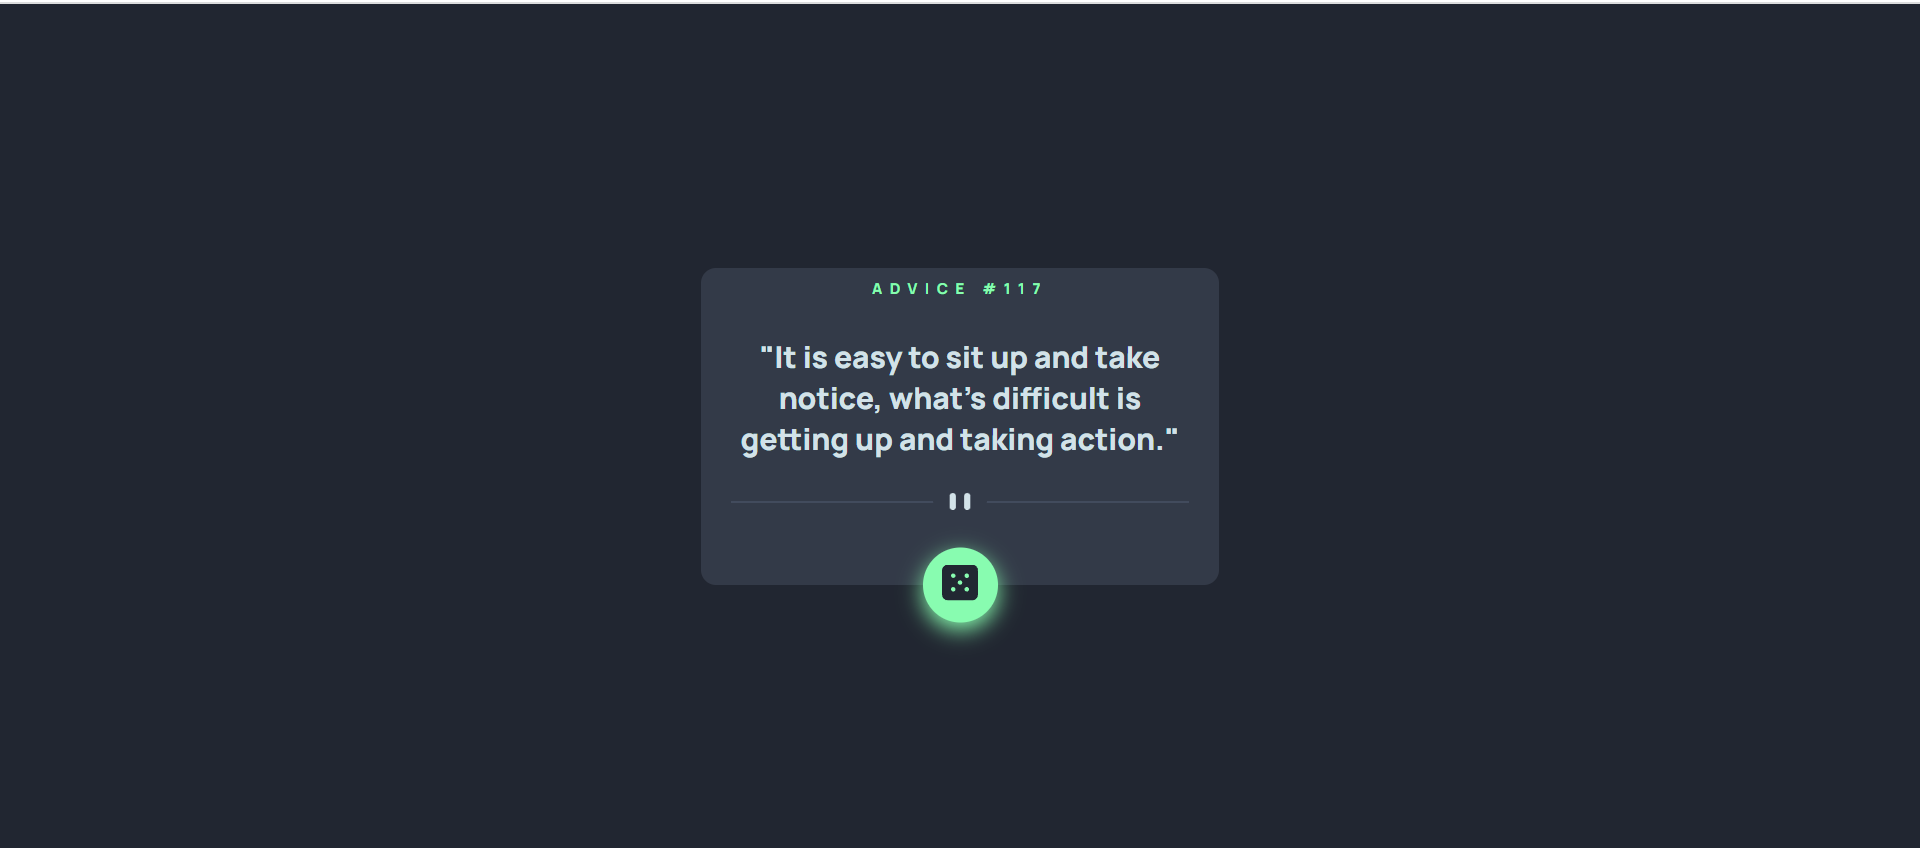 ADVICE #117
"It is easy to sit up and take
notice, what’s difficult is
getting up and taking action."